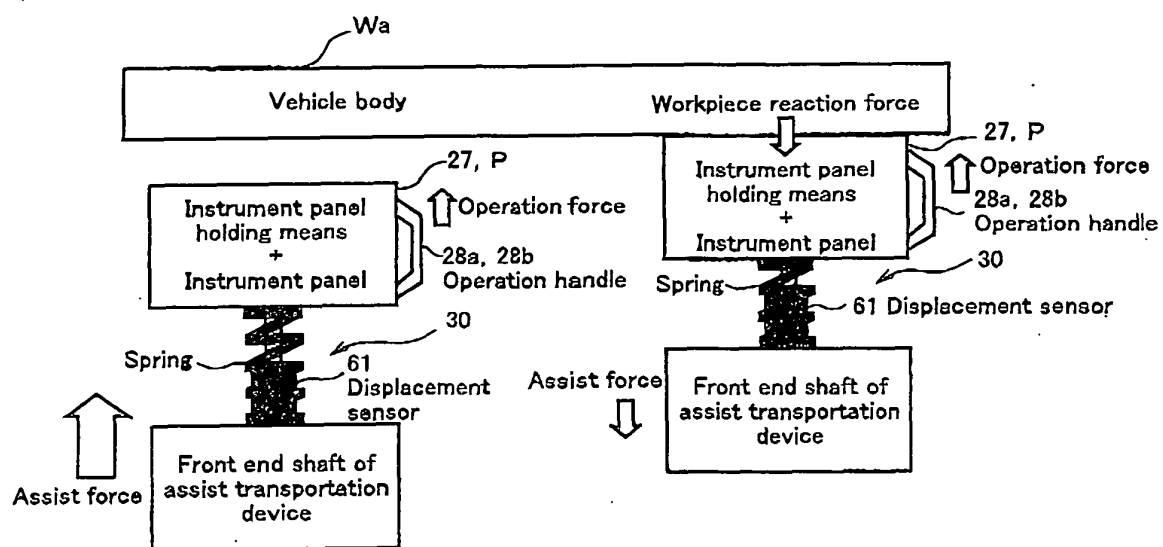 Wa
Vehicle body
Workpiece reaction force
27, P
Instrument panel
holding means
+
Instrument panel
Operation force
28a, 28b
Operation handle
30
Spring
61
Displacement
sensor
Assist force
Front end shaft of
assist transportation
device
27, P
Instrument panel
holding means
+
Instrument panel
Operation force
28a, 28b
Operation handle
30
Spring
61 Displacement sensor
Assist force
Front end shaft of
assist transportation
device